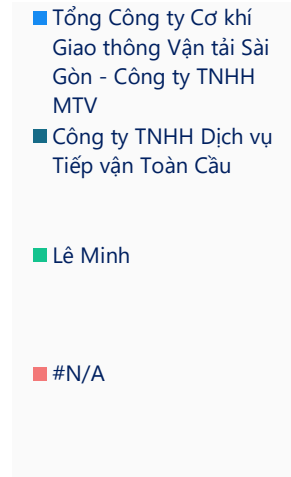 Tổng Công ty Cơ khí
Giao thông Vận tải Sài
Gòn - Công ty TNHH
MTV
Công ty TNHH Dịch vụ
Tiếp vận Toàn Cầu
Lê Minh
#N/A